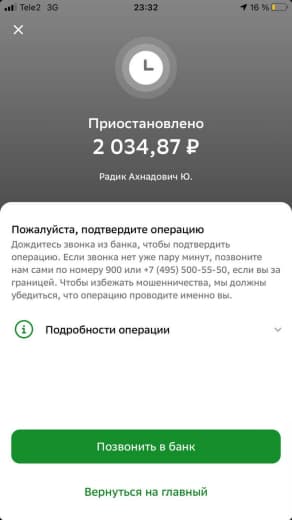 Tele2 3G 23:32 16 %
Приостановлено
2 034,87 ₽
Радик Ахнадович Ю.
Пожалуйста, подтвердите операцию
Дождитесь звонка из банка, чтобы подтвердить
операцию. Если звонка нет уже пару минут, позвоните
нам сами по номеру 900 или +7 (495) 500-55-50, если вы за
границей. Чтобы избежать мошенничества, мы должны
убедиться, что операцию проводите именно вы.
Подробности операции
Позвонить в банк
Вернуться на главный